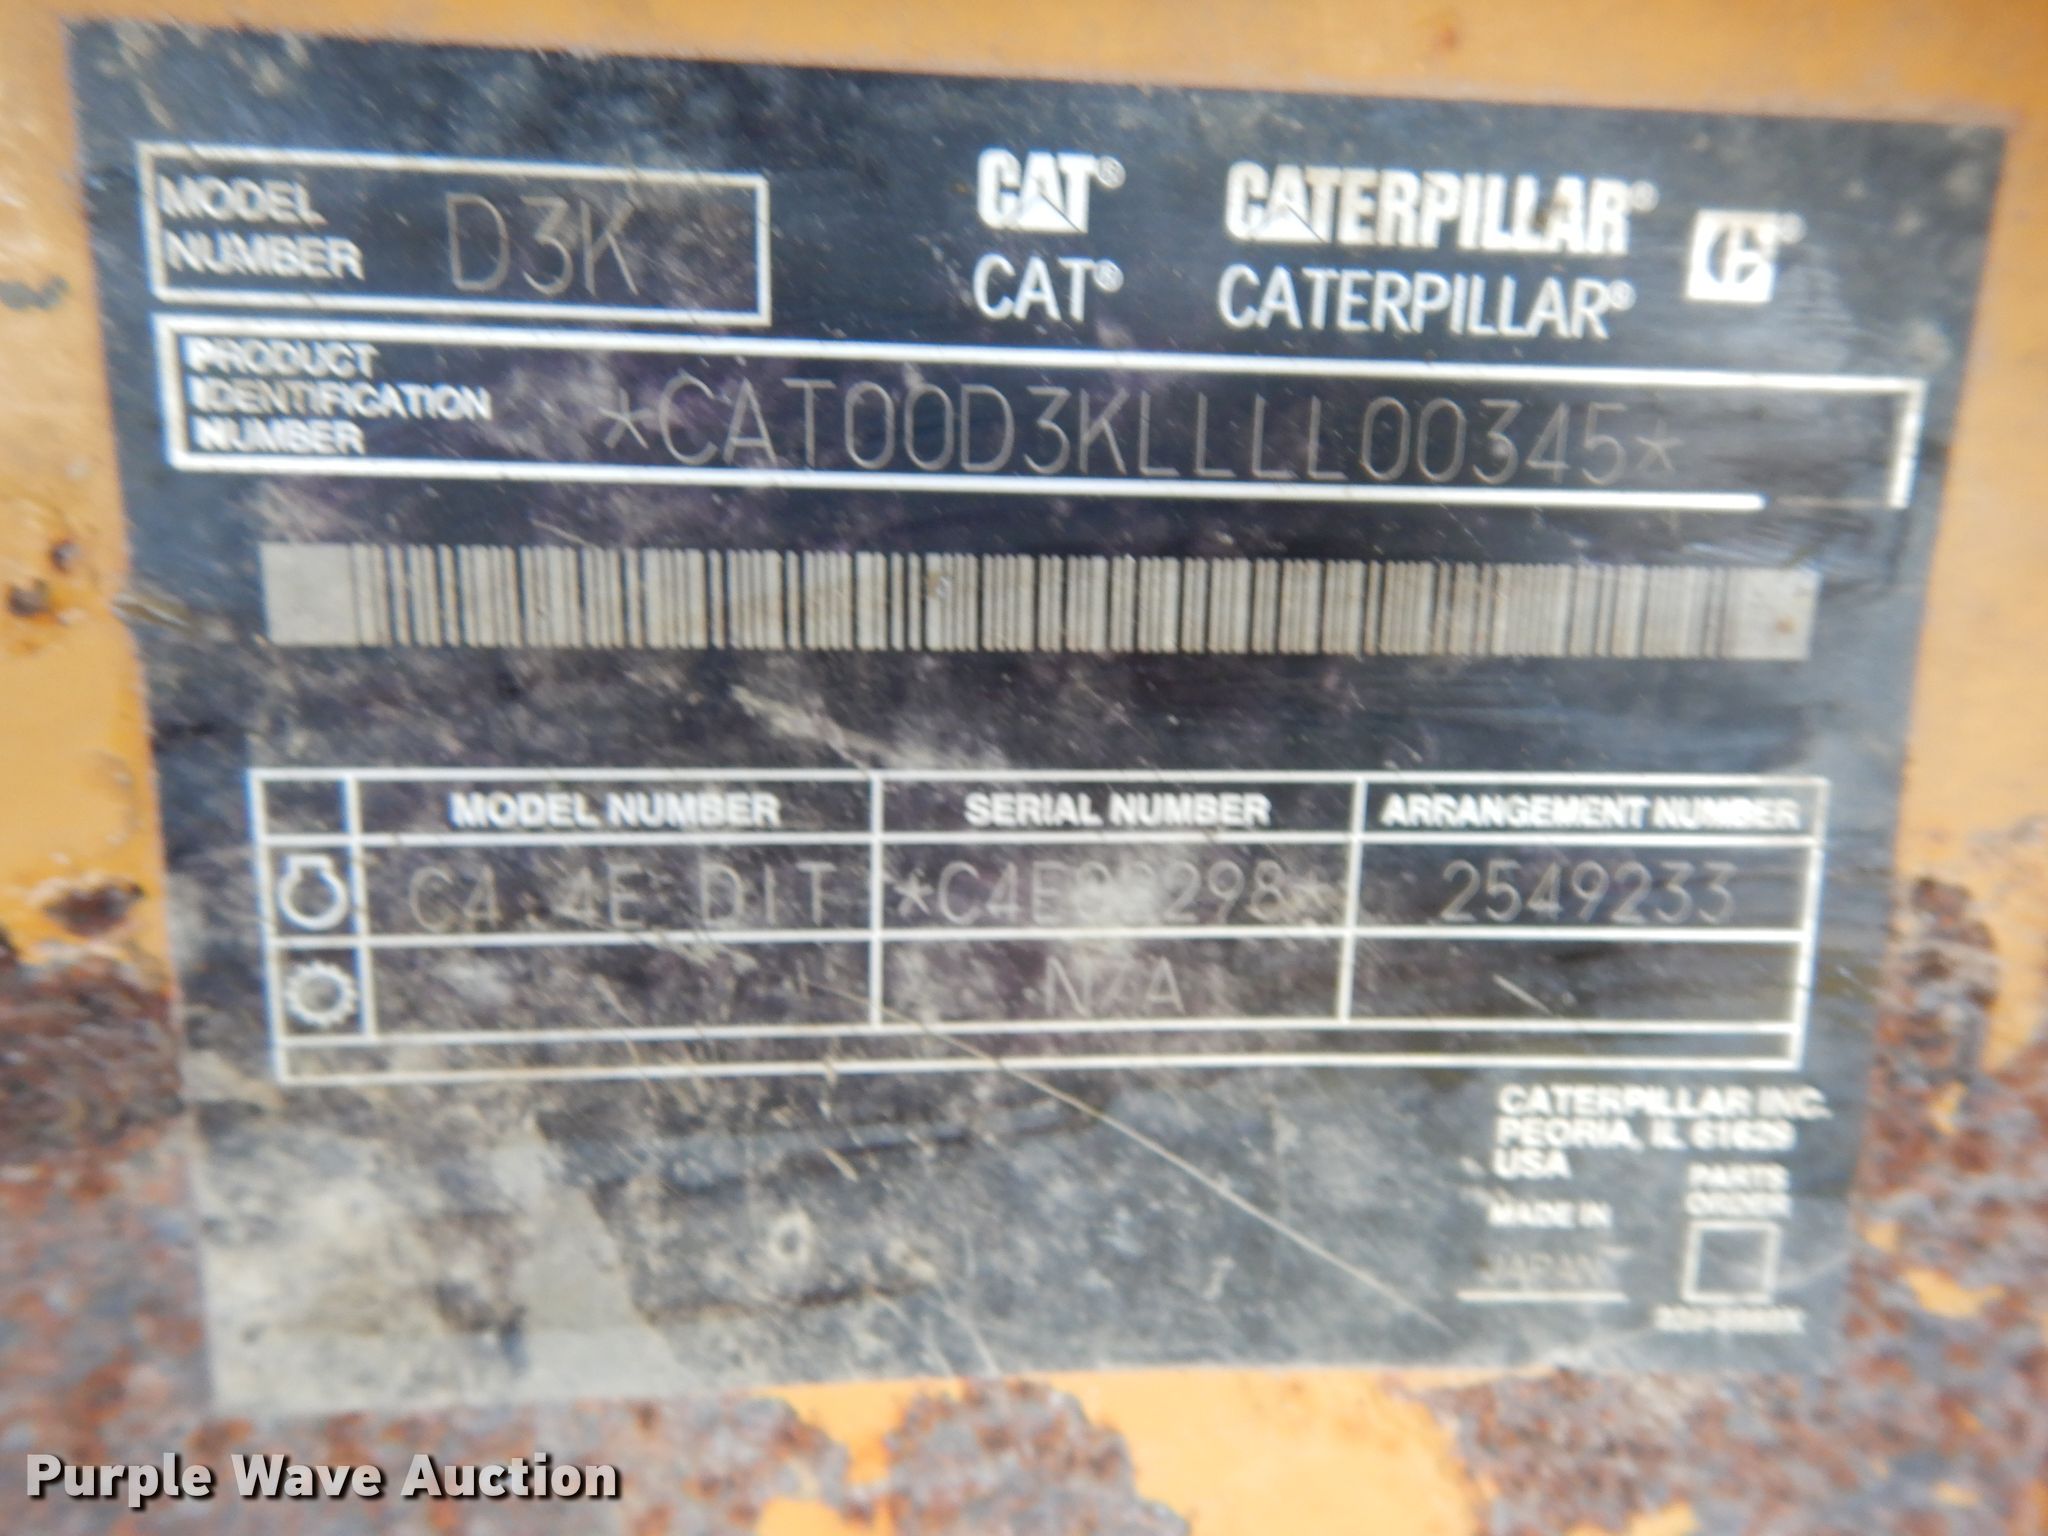 MODEL NUMBER D3K
CAT® CATERPILLAR®
CAT® CATERPILLAR®
PRODUCT IDENTIFICATION NUMBER *CAT00D3KLLLL00345*
MODEL NUMBER SERIAL NUMBER ARRANGEMENT NUMBER
C4.4E DIT 2549233
N/A
CATERPILLAR INC.
PEORIA, IL 61629
USA
PARTS ORDER
MADE IN
JAPAN
Purple Wave Auction